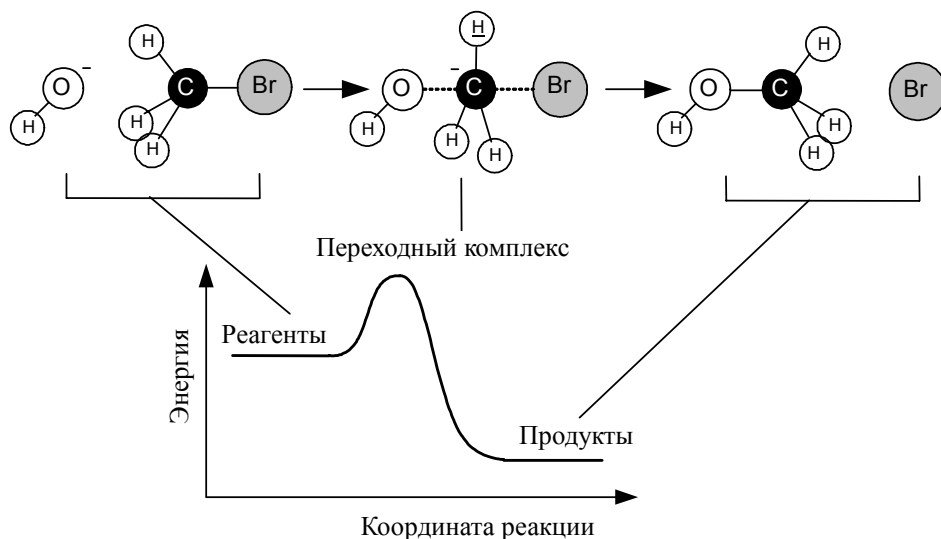 H O − H H H C Br
H O − H C H H Br
H O C H H H Br
Переходный комплекс
Реагенты
Продукты
Энергия
Координата реакции